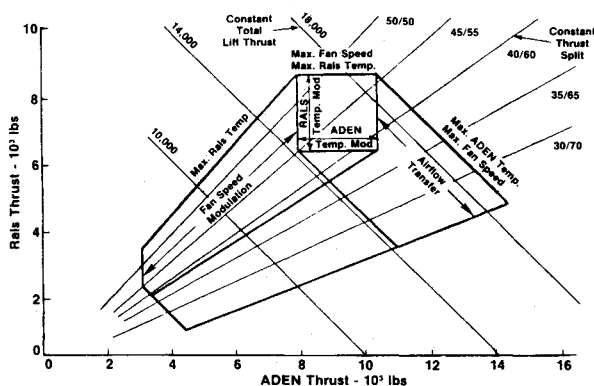 Constant
Total
Lift Thrust
14,000
18,000
50/50
45/55
Constant
Thrust
Split
40/60
35/65
30/70
10,000
Max. Fan Speed
Max. Rals Temp.
Max. Rals Temp
RALS
Temp. Mod
ADEN
Temp. Mod
Max. ADEN Temp.
Max. Fan Speed
Airflow
Transfer
Fan Speed
Modulation
Rals Thrust - 10³ lbs
10
8
6
4
2
0
0 2 4 6 8 10 12 14 16
ADEN Thrust - 10³ lbs